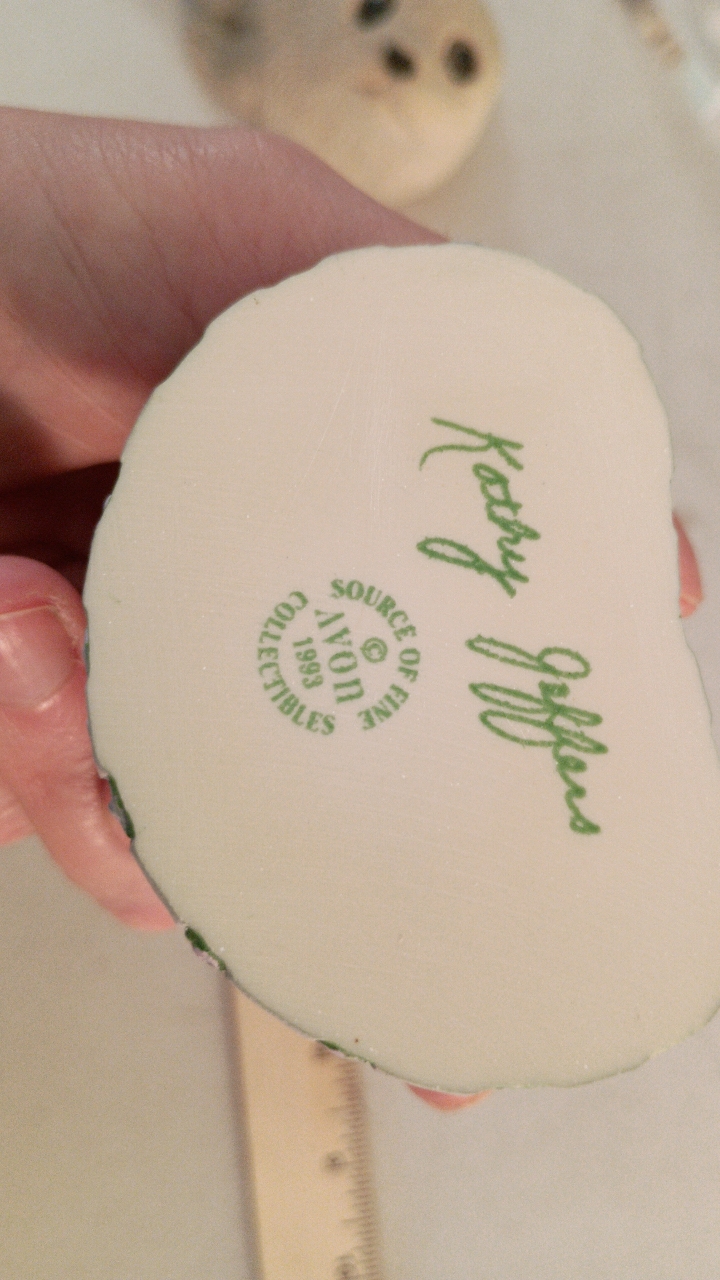 Kathy
Jeffers
SOURCE OF FINE
©
AVON
1993
COLLECTIBLES